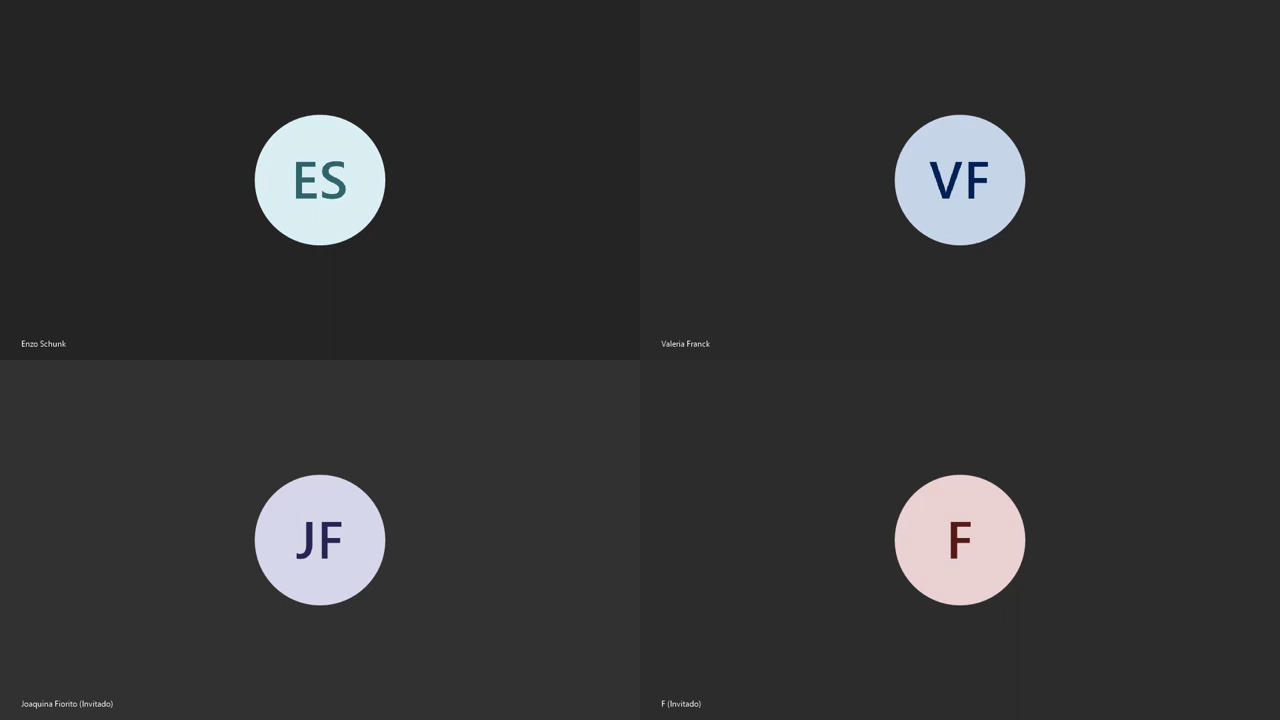 ES
VF
Enzo Schunk
Valeria Franck
JF
F
Joaquina Fiorito (Invitado)
F (Invitado)